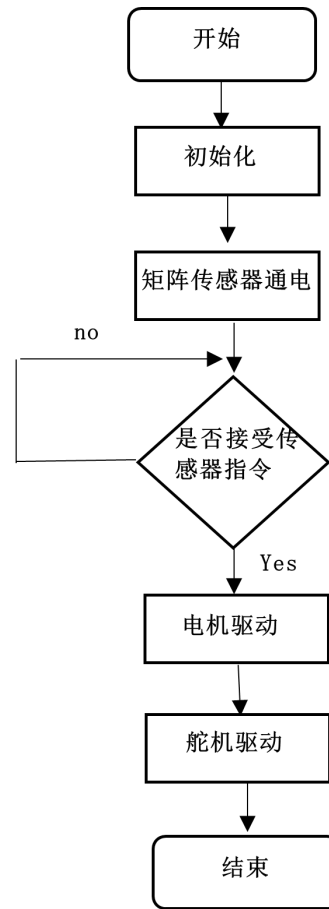 开始
初始化
矩阵传感器通电
no
是否接受传
感器指令
Yes
电机驱动
舵机驱动
结束